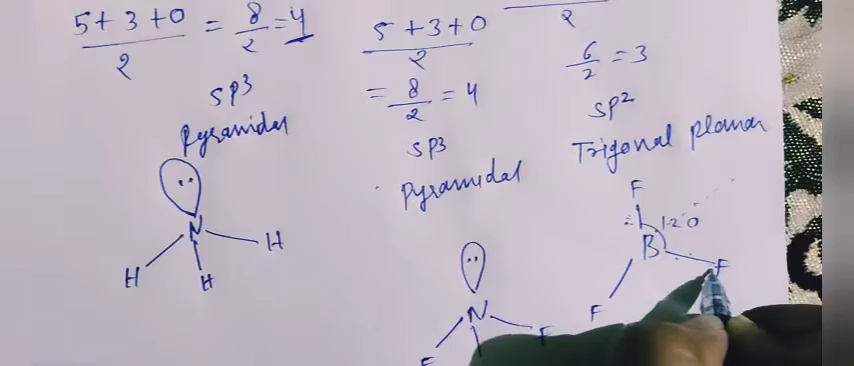 5+3+0 / 2 = 8/2 = 4
SP3
Pyramidal
N
H H H
5+3+0 / 2
= 8/2 = 4
SP3
Pyramidal
N
F F
2
6/2 = 3
SP2
Trigonal planar
F
120
B
F F